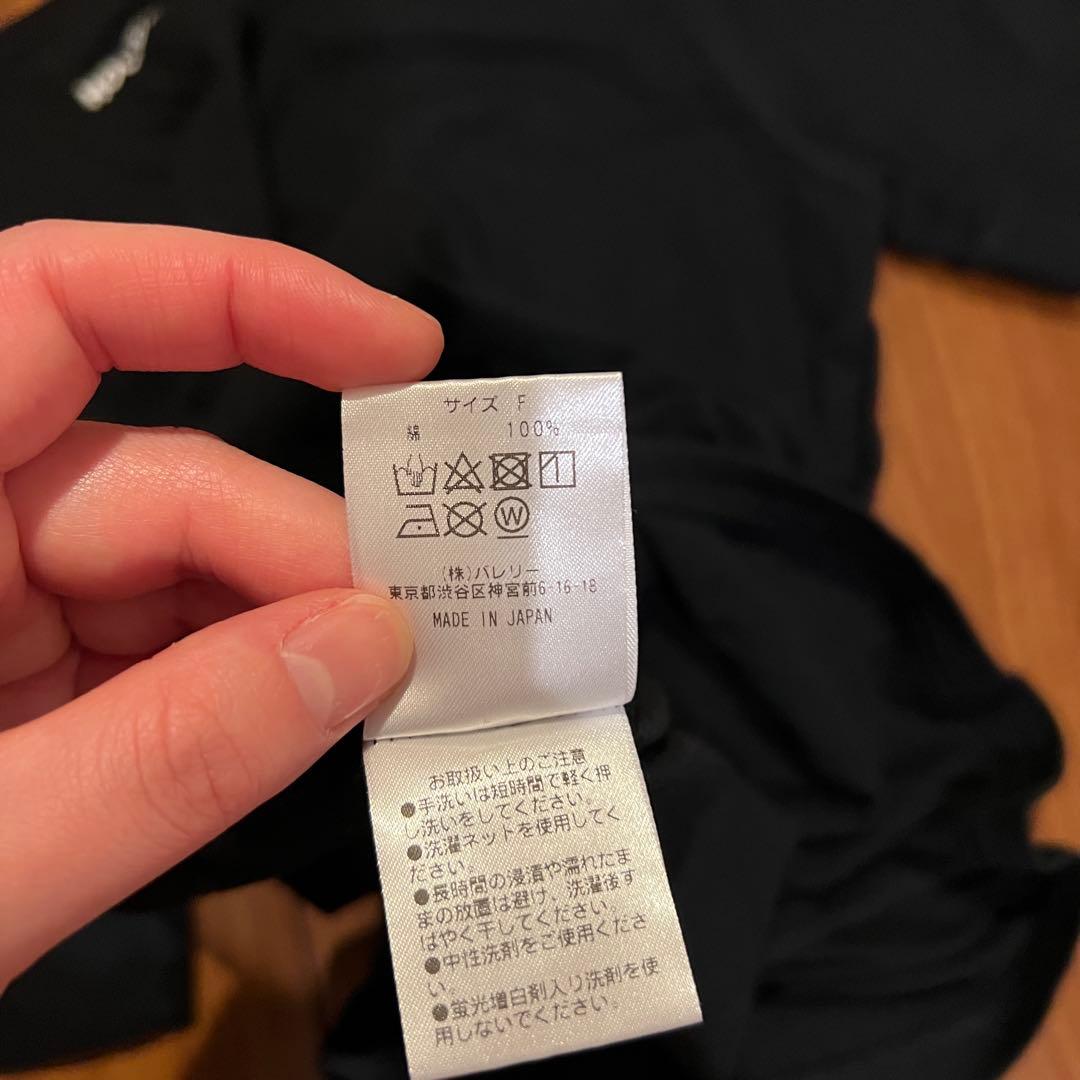 サイズ F
綿 100%
W
(株)バレリー
東京都渋谷区神宮前6-16-18
MADE IN JAPAN
お取扱い上のご注意
●手洗いは短時間で軽く押
し洗いをしてください。
●洗濯ネットを使用してく
ださい。
●長時間の浸漬や濡れたま
まの放置は避け、洗濯後す
ばやく干してください。
●中性洗剤をご使用くださ
い。
●蛍光増白剤入り洗剤を使
用しないでください。